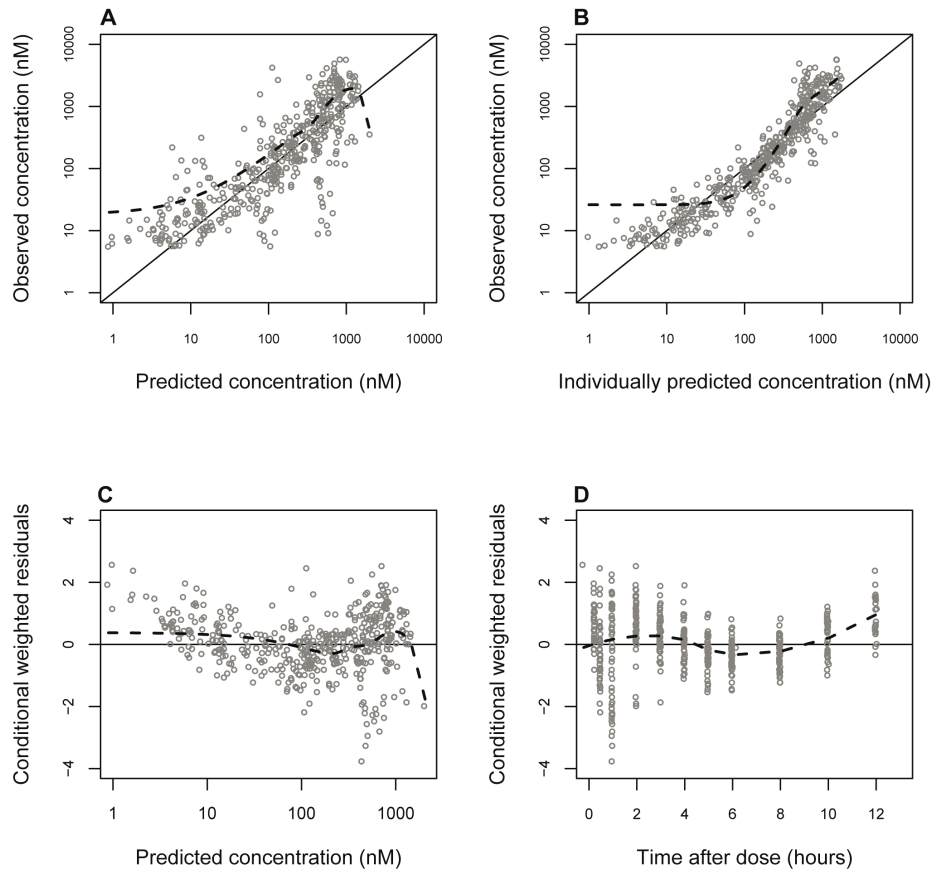 A
Observed concentration (nM)
10000
1000
100
10
1
1 10 100 1000 10000
Predicted concentration (nM)
B
Observed concentration (nM)
10000
1000
100
10
1
1 10 100 1000 10000
Individually predicted concentration (nM)
C
Conditional weighted residuals
4
2
0
−2
−4
1 10 100 1000
Predicted concentration (nM)
D
Conditional weighted residuals
4
2
0
−2
−4
0 2 4 6 8 10 12
Time after dose (hours)